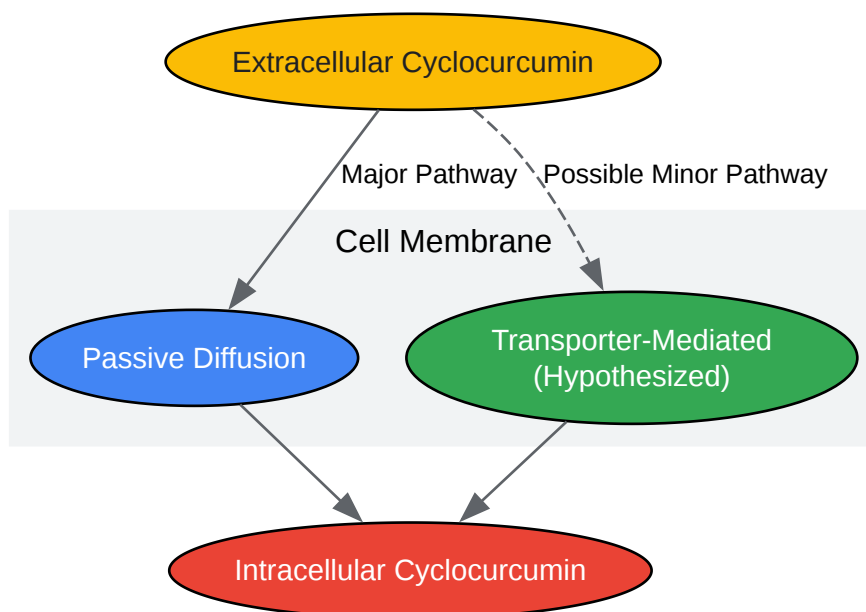 Extracellular Cyclocurcumin
Major Pathway
Possible Minor Pathway
Cell Membrane
Passive Diffusion
Transporter-Mediated
(Hypothesized)
Intracellular Cyclocurcumin